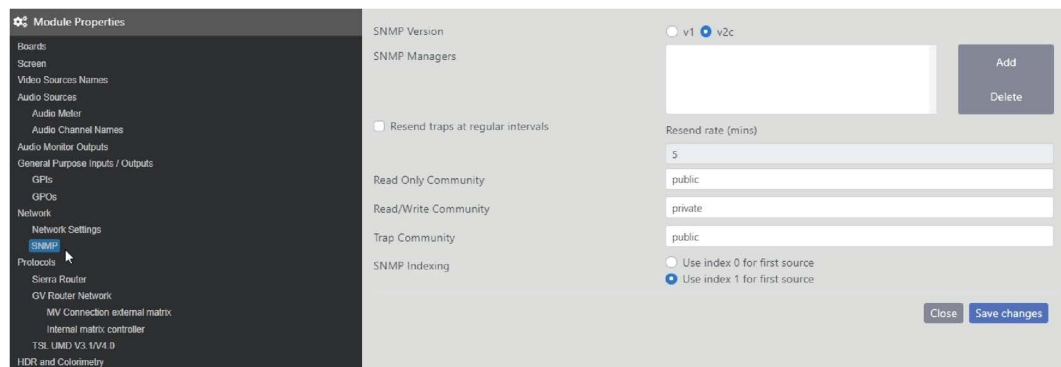 Module Properties
Boards
Screen
Video Sources Names
Audio Sources
Audio Meter
Audio Channel Names
Audio Monitor Outputs
General Purpose Inputs / Outputs
GPIs
GPOs
Network
Network Settings
SNMP
Protocols
Sierra Router
GV Router Network
MV Connection external matrix
Internal matrix controller
TSL UMD V3.1/V4.0
HDR and Colorimetry
SNMP Version v1 v2c
SNMP Managers Add
Delete
Resend traps at regular intervals Resend rate (mins)
5
Read Only Community public
Read/Write Community private
Trap Community public
SNMP Indexing Use index 0 for first source
Use index 1 for first source
Close Save changes